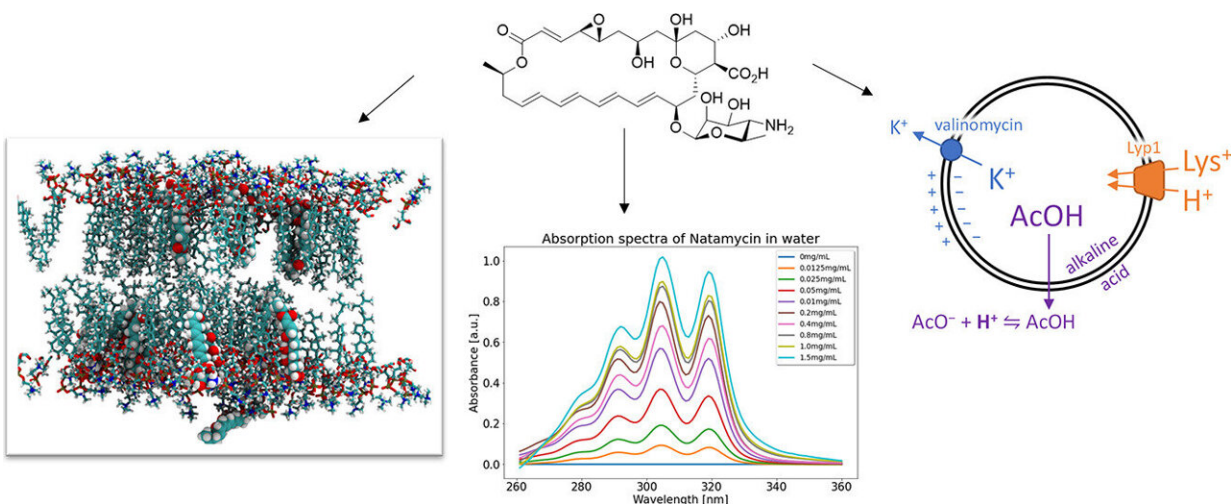 O
O
OH
OH
OH
O
OH
O
CO₂H
OH
OH
O
O
NH₂
Absorption spectra of Natamycin in water
Absorbance [a.u.]
1.0
0.8
0.6
0.4
0.2
0.0
260
280
300
320
340
360
Wavelength [nm]
0mg/mL
0.0125mg/mL
0.025mg/mL
0.05mg/mL
0.01mg/mL
0.2mg/mL
0.4mg/mL
0.8mg/mL
1.0mg/mL
1.5mg/mL
K⁺
valinomycin
K⁺
Lyp1
Lys⁺
H⁺
AcOH
alkaline
acid
AcO⁻ + H⁺ ⇋ AcOH